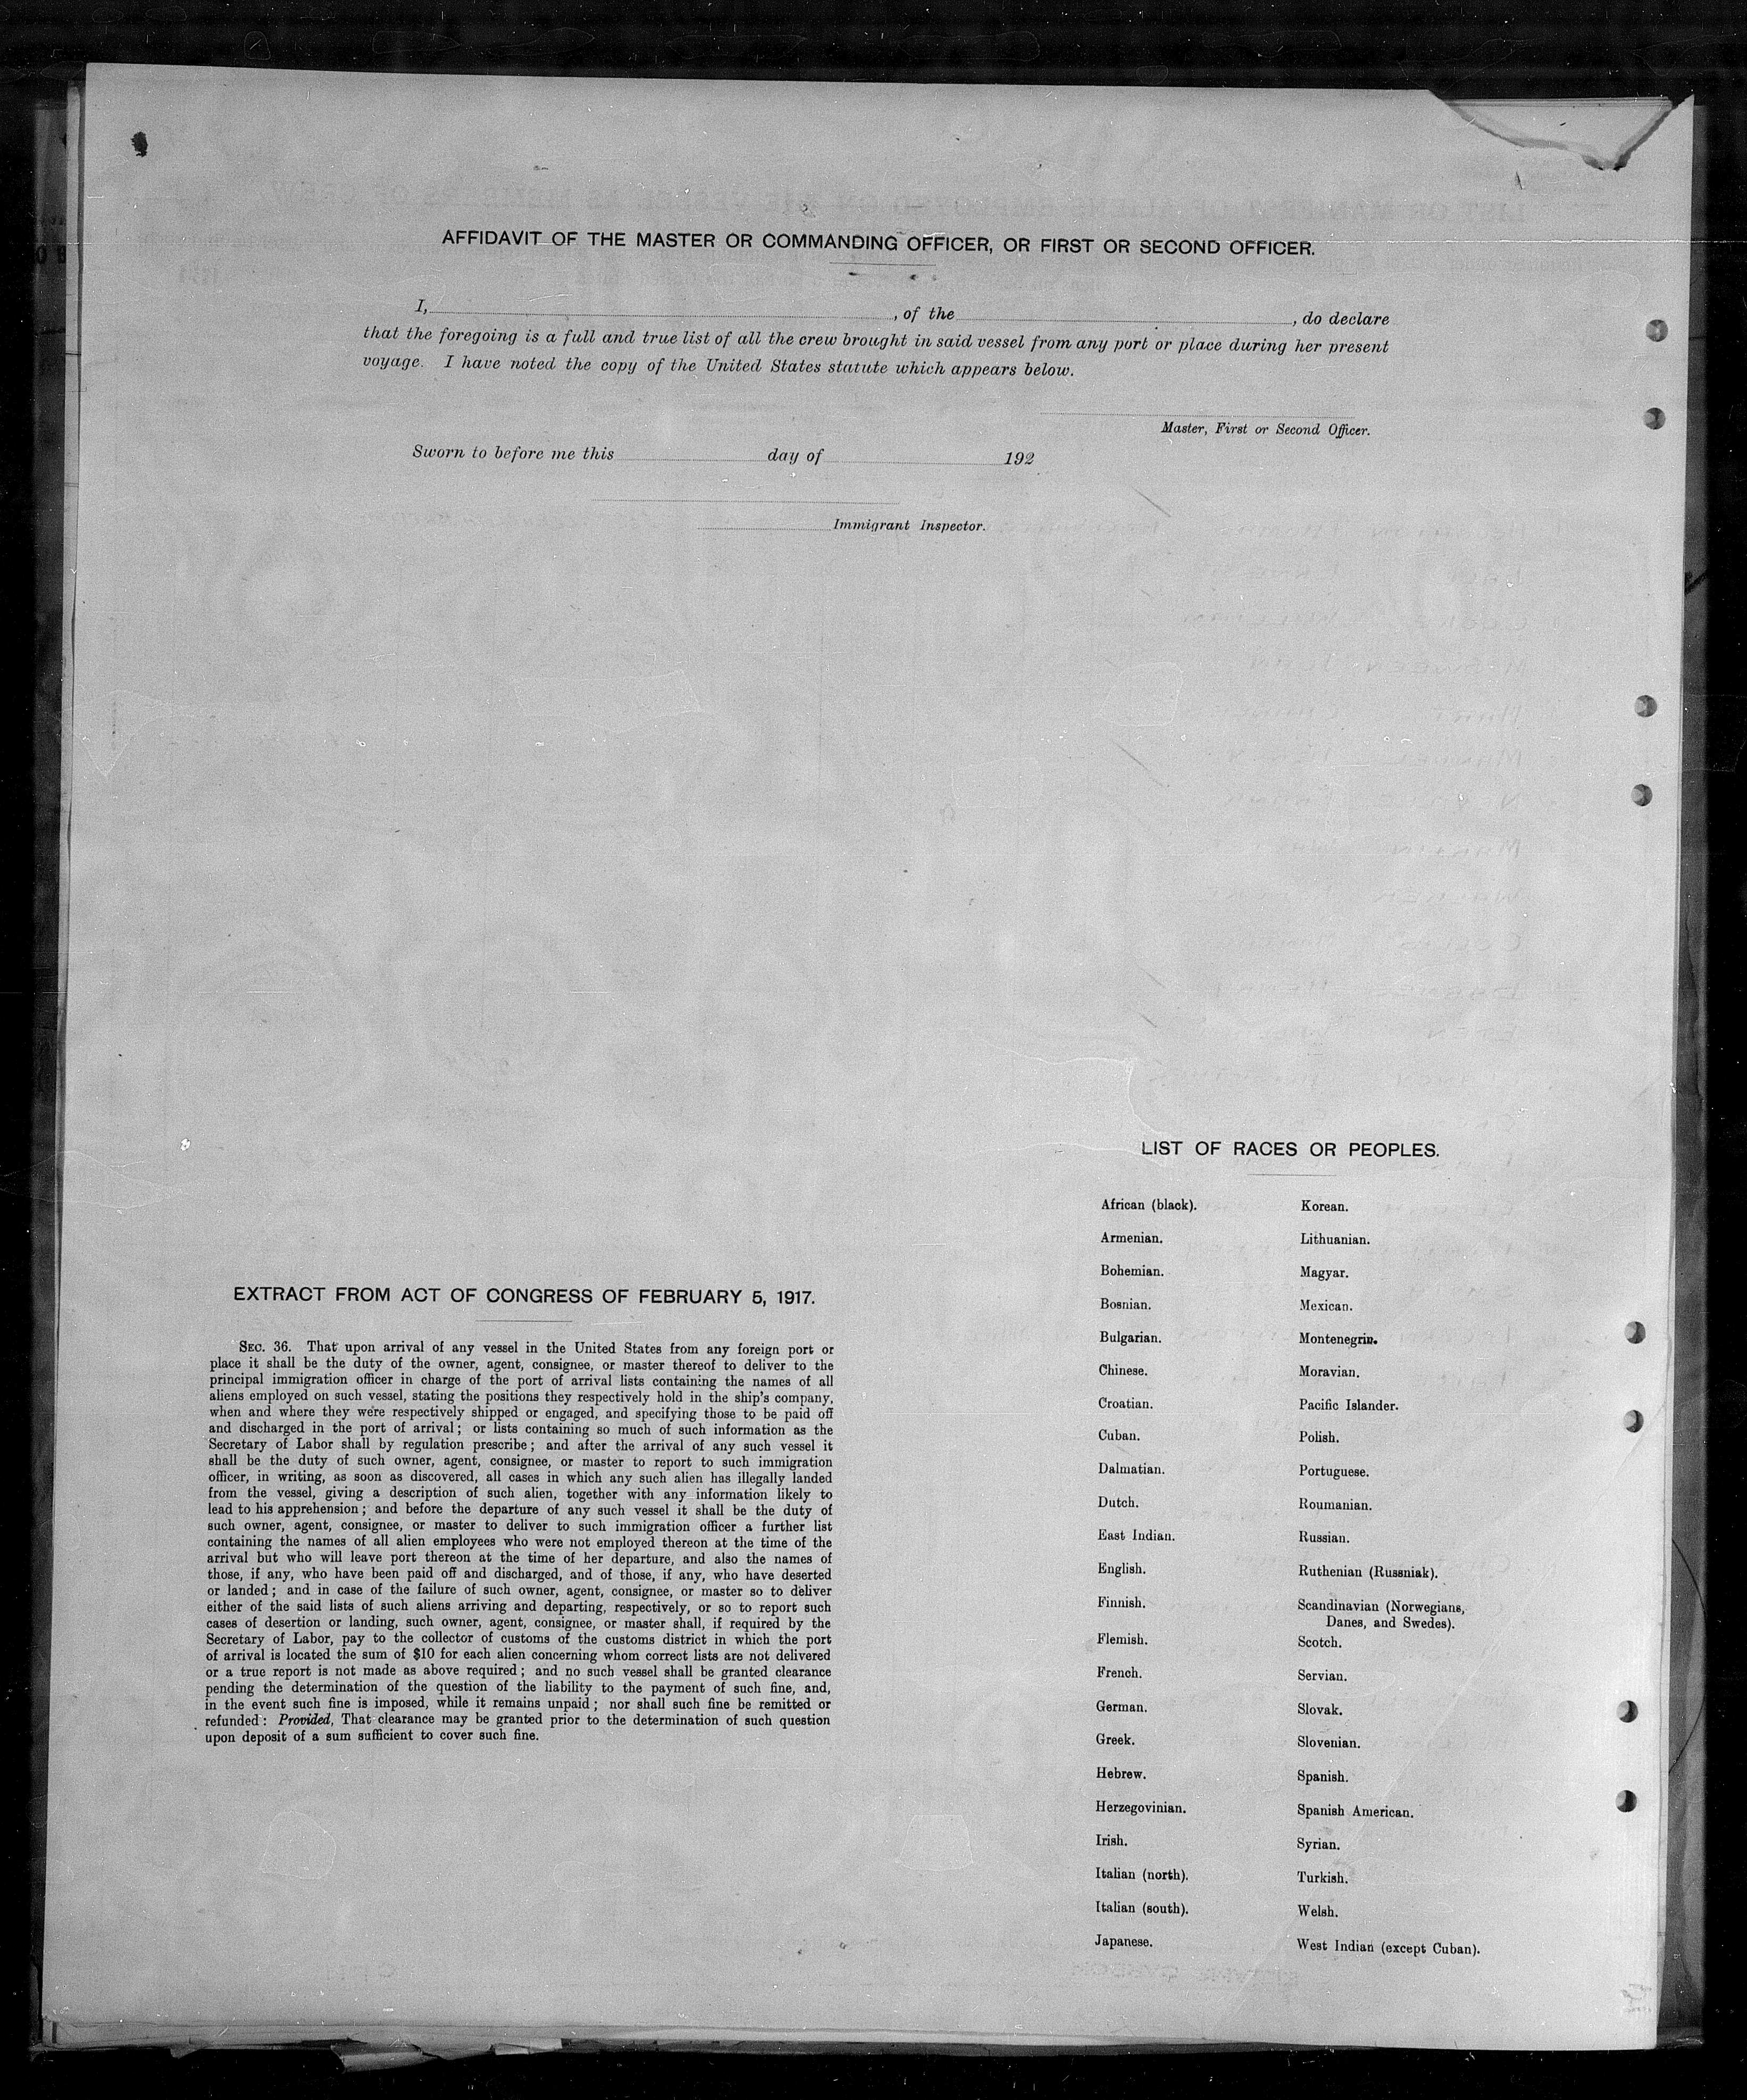 AFFIDAVIT OF THE MASTER OR COMMANDING OFFICER, OR FIRST OR SECOND OFFICER.
I, , of the , do declare
that the foregoing is a full and true list of all the crew brought in said vessel from any port or place during her present
voyage. I have noted the copy of the United States statute which appears below.
Master, First or Second Officer.
Sworn to before me this day of 192
Immigrant Inspector.
EXTRACT FROM ACT OF CONGRESS OF FEBRUARY 5, 1917.
SEC. 36. That upon arrival of any vessel in the United States from any foreign port or
place it shall be the duty of the owner, agent, consignee, or master thereof to deliver to the
principal immigration officer in charge of the port of arrival lists containing the names of all
aliens employed on such vessel, stating the positions they respectively hold in the ship's company,
when and where they were respectively shipped or engaged, and specifying those to be paid off
and discharged in the port of arrival; or lists containing so much of such information as the
Secretary of Labor shall by regulation prescribe; and after the arrival of any such vessel it
shall be the duty of such owner, agent, consignee, or master to report to such immigration
officer, in writing, as soon as discovered, all cases in which any such alien has illegally landed
from the vessel, giving a description of such alien, together with any information likely to
lead to his apprehension; and before the departure of any such vessel it shall be the duty of
such owner, agent, consignee, or master to deliver to such immigration officer a further list
containing the names of all alien employees who were not employed thereon at the time of the
arrival but who will leave port thereon at the time of her departure, and also the names of
those, if any, who have been paid off and discharged, and of those, if any, who have deserted
or landed; and in case of the failure of such owner, agent, consignee, or master so to deliver
either of the said lists of such aliens arriving and departing, respectively, or so to report such
cases of desertion or landing, such owner, agent, consignee, or master shall, if required by the
Secretary of Labor, pay to the collector of customs of the customs district in which the port
of arrival is located the sum of $10 for each alien concerning whom correct lists are not delivered
or a true report is not made as above required; and no such vessel shall be granted clearance
pending the determination of the question of the liability to the payment of such fine, and,
in the event such fine is imposed, while it remains unpaid; nor shall such fine be remitted or
refunded: Provided, That clearance may be granted prior to the determination of such question
upon deposit of a sum sufficient to cover such fine.
LIST OF RACES OR PEOPLES.
African (black).
Armenian.
Bohemian.
Bosnian.
Bulgarian.
Chinese.
Croatian.
Cuban.
Dalmatian.
Dutch.
East Indian.
English.
Finnish.
Flemish.
French.
German.
Greek.
Hebrew.
Herzegovinian.
Irish.
Italian (north).
Italian (south).
Japanese.
Korean.
Lithuanian.
Magyar.
Mexican.
Montenegrin.
Moravian.
Pacific Islander.
Polish.
Portuguese.
Roumanian.
Russian.
Ruthenian (Russniak).
Scandinavian (Norwegians,
Danes, and Swedes).
Scotch.
Servian.
Slovak.
Slovenian.
Spanish.
Spanish American.
Syrian.
Turkish.
Welsh.
West Indian (except Cuban).